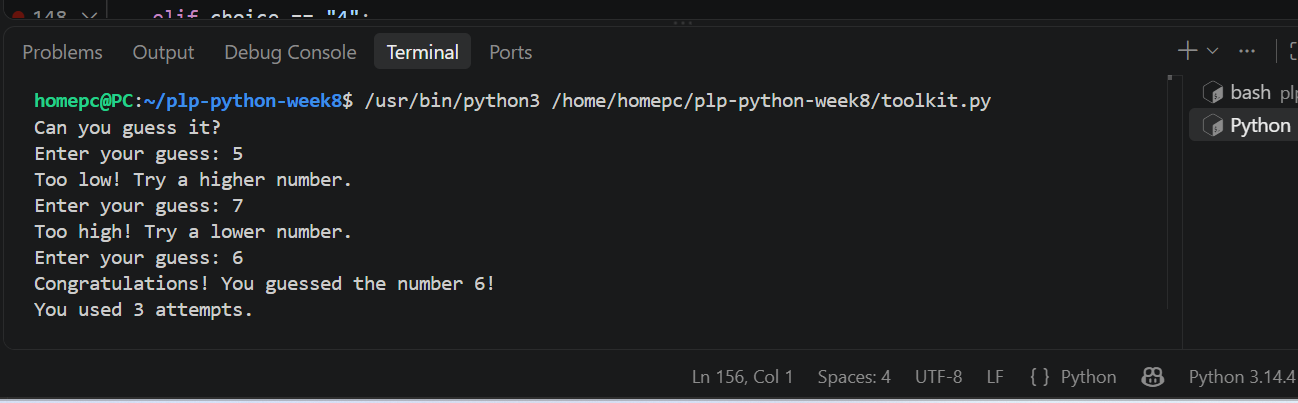 148 elif choice == "4":
Problems Output Debug Console Terminal Ports
homepc@PC:~/plp-python-week8$ /usr/bin/python3 /home/homepc/plp-python-week8/toolkit.py
Can you guess it?
Enter your guess: 5
Too low! Try a higher number.
Enter your guess: 7
Too high! Try a lower number.
Enter your guess: 6
Congratulations! You guessed the number 6!
You used 3 attempts.
bash plp
Python
Ln 156, Col 1 Spaces: 4 UTF-8 LF { } Python Python 3.14.4